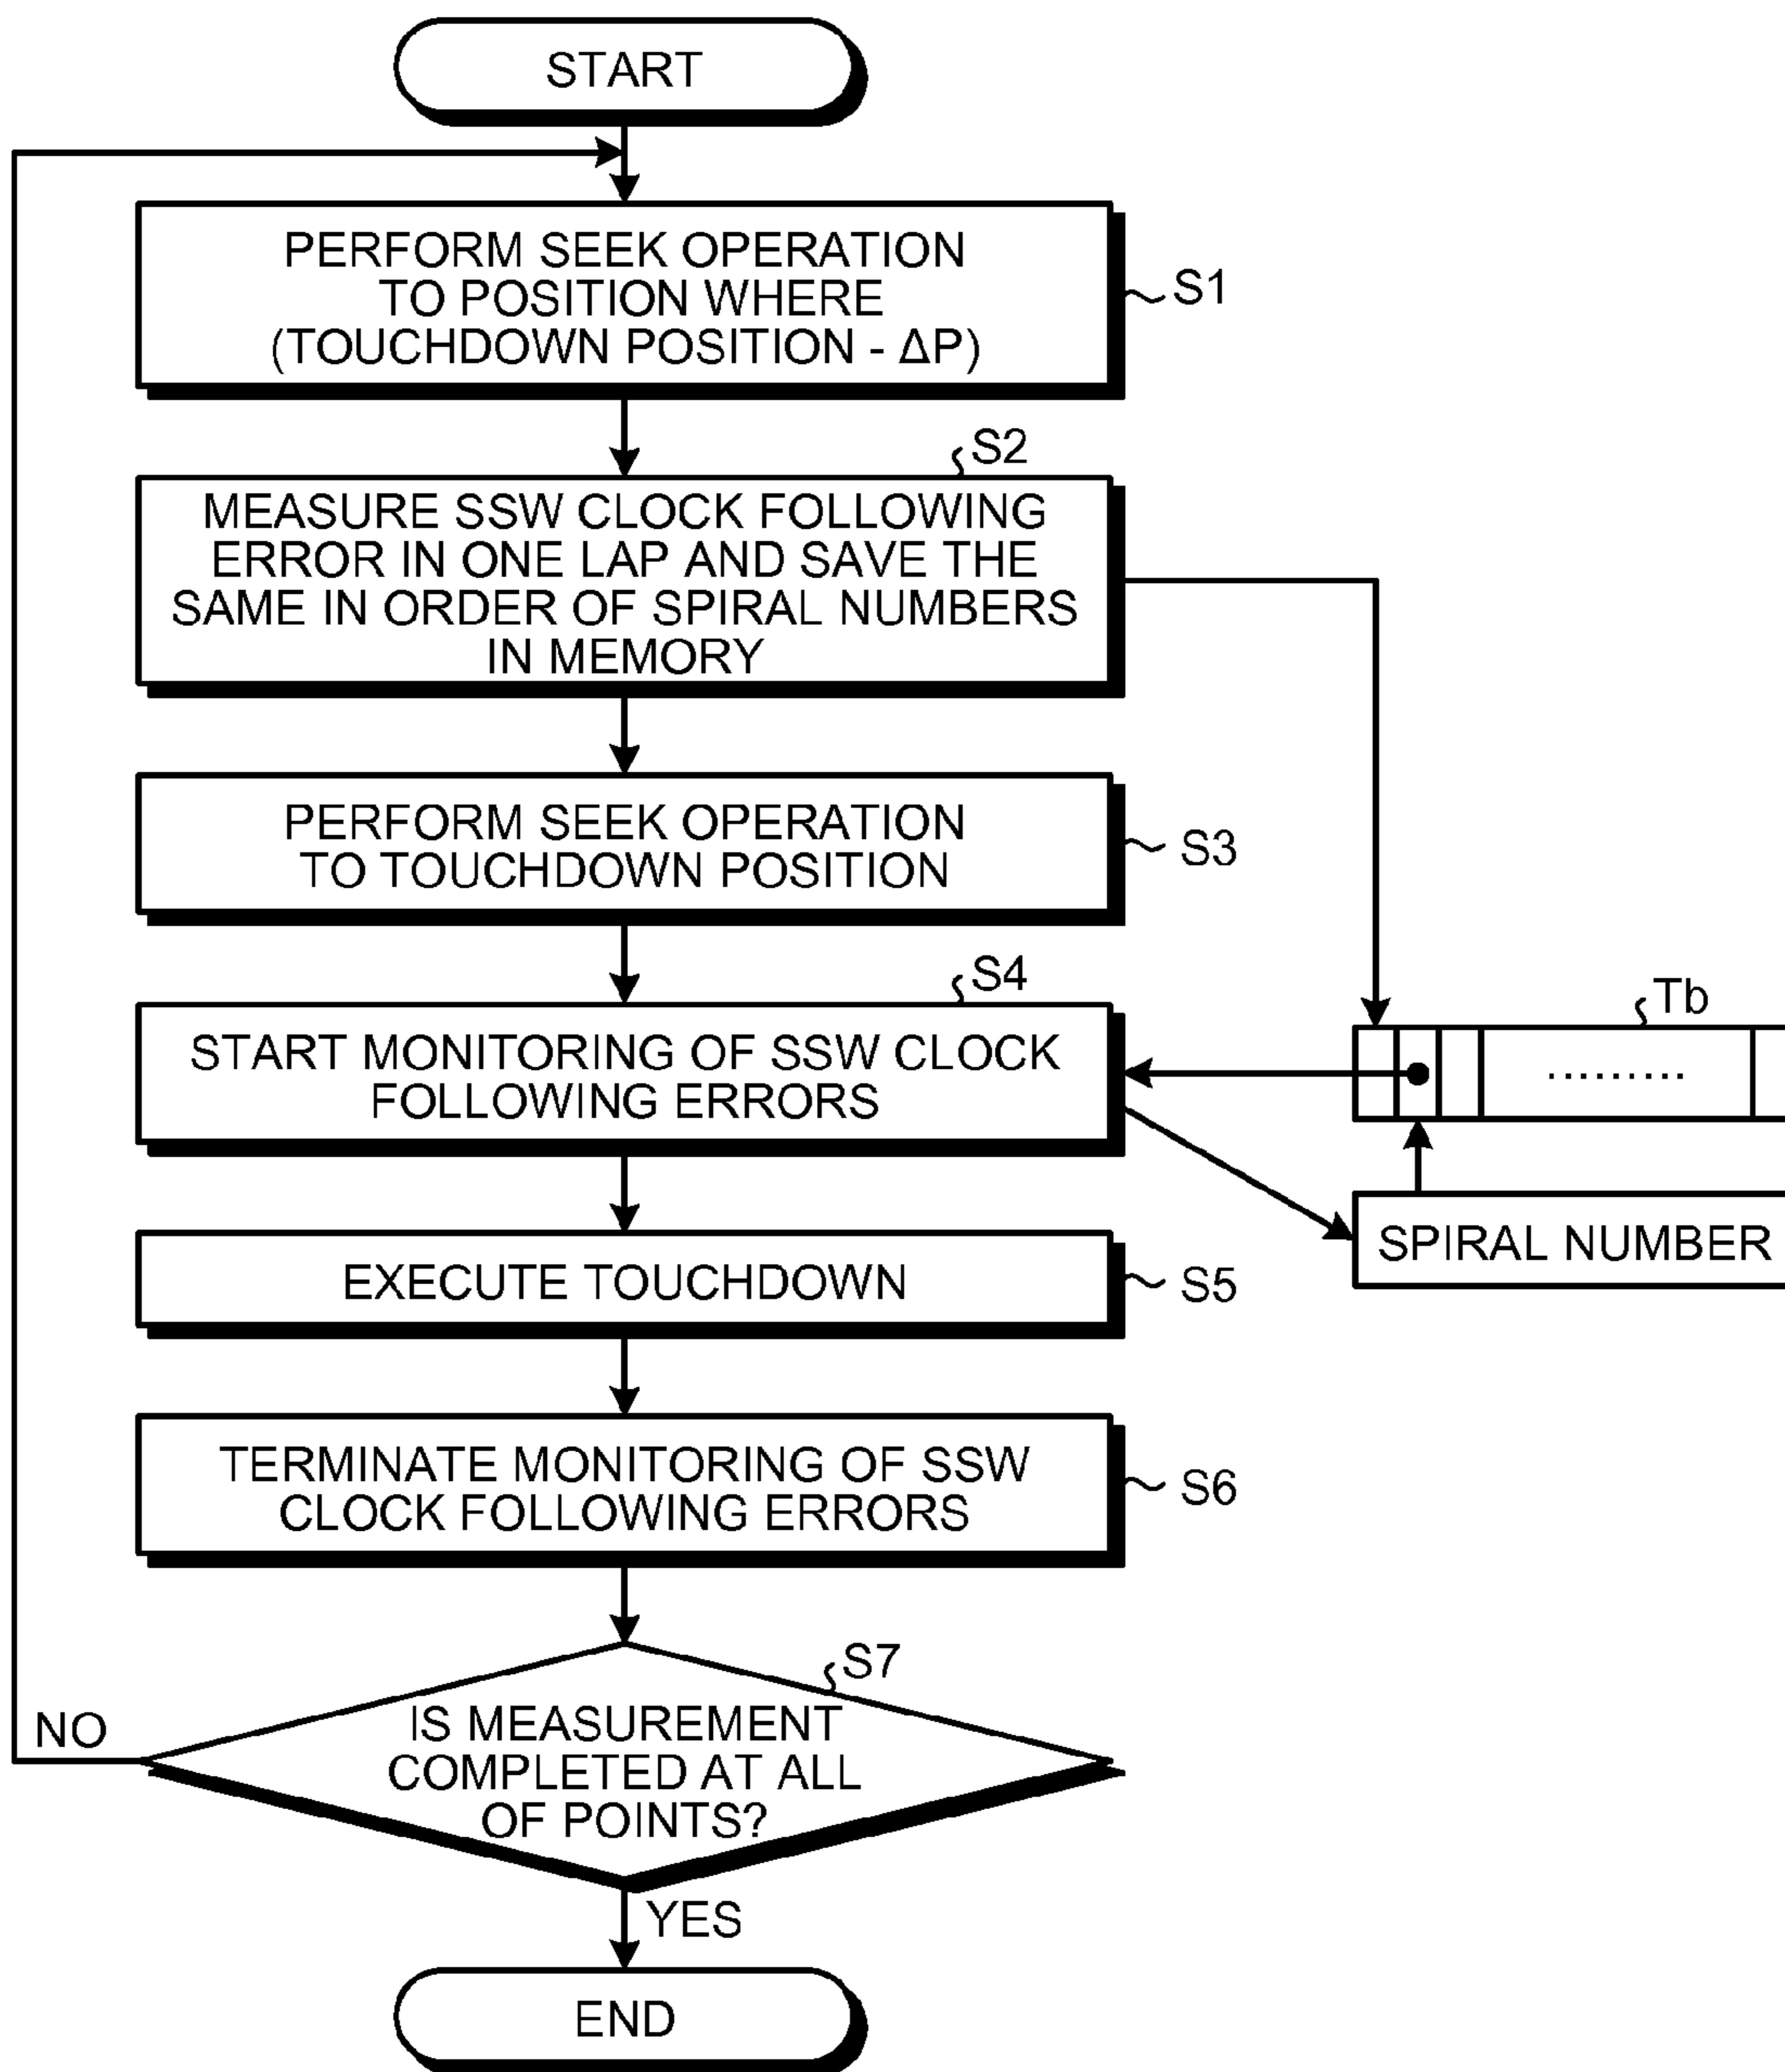 START
PERFORM SEEK OPERATION
TO POSITION WHERE
(TOUCHDOWN POSITION - ΔP)
S1
S2
MEASURE SSW CLOCK FOLLOWING
ERROR IN ONE LAP AND SAVE THE
SAME IN ORDER OF SPIRAL NUMBERS
IN MEMORY
PERFORM SEEK OPERATION
TO TOUCHDOWN POSITION
S3
S4
START MONITORING OF SSW CLOCK
FOLLOWING ERRORS
Tb
.........
SPIRAL NUMBER
EXECUTE TOUCHDOWN
S5
TERMINATE MONITORING OF SSW
CLOCK FOLLOWING ERRORS
S6
S7
IS MEASUREMENT
COMPLETED AT ALL
OF POINTS?
NO
YES
END